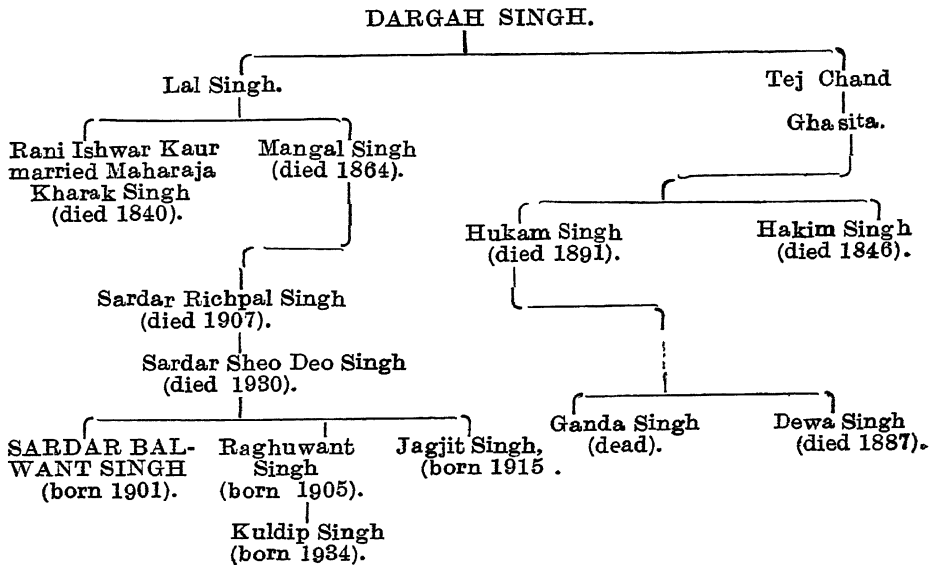 DARGAH SINGH.
Lal Singh.
Tej Chand
Ghasita.
Rani Ishwar Kaur
married Maharaja
Kharak Singh
(died 1840).
Mangal Singh
(died 1864).
Hukam Singh
(died 1891).
Hakim Singh
(died 1846).
Sardar Richpal Singh
(died 1907).
Sardar Sheo Deo Singh
(died 1930).
Ganda Singh
(dead).
Dewa Singh
(died 1887).
SARDAR BAL-
WANT SINGH
(born 1901).
Raghuwant
Singh
(born 1905).
Jagjit Singh,
(born 1915 .
Kuldip Singh
(born 1934).